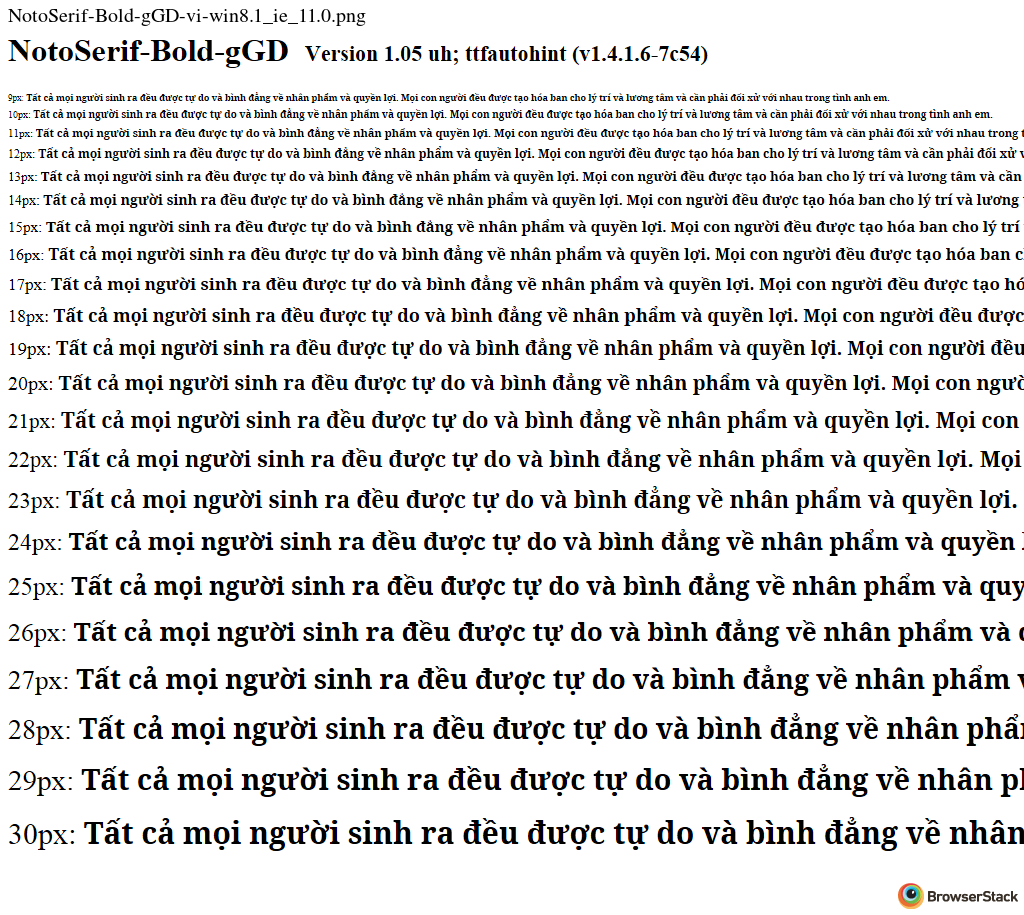 NotoSerif-Bold-gGD-vi-win8.1_ie_11.0.png
NotoSerif-Bold-gGD Version 1.05 uh; ttfautohint (v1.4.1.6-7c54)
9px: Tất cả mọi người sinh ra đều được tự do và bình đẳng về nhân phẩm và quyền lợi. Mọi con người đều được tạo hóa ban cho lý trí và lương tâm và cần phải đối xử với nhau trong tình anh em.
10px: Tất cả mọi người sinh ra đều được tự do và bình đẳng về nhân phẩm và quyền lợi. Mọi con người đều được tạo hóa ban cho lý trí và lương tâm và cần phải đối xử với nhau trong tình anh em.
11px: Tất cả mọi người sinh ra đều được tự do và bình đẳng về nhân phẩm và quyền lợi. Mọi con người đều được tạo hóa ban cho lý trí và lương tâm và cần phải đối xử với nhau trong t
12px: Tất cả mọi người sinh ra đều được tự do và bình đẳng về nhân phẩm và quyền lợi. Mọi con người đều được tạo hóa ban cho lý trí và lương tâm và cần phải đối xử v
13px: Tất cả mọi người sinh ra đều được tự do và bình đẳng về nhân phẩm và quyền lợi. Mọi con người đều được tạo hóa ban cho lý trí và lương tâm và cần
14px: Tất cả mọi người sinh ra đều được tự do và bình đẳng về nhân phẩm và quyền lợi. Mọi con người đều được tạo hóa ban cho lý trí và lương
15px: Tất cả mọi người sinh ra đều được tự do và bình đẳng về nhân phẩm và quyền lợi. Mọi con người đều được tạo hóa ban cho lý trí
16px: Tất cả mọi người sinh ra đều được tự do và bình đẳng về nhân phẩm và quyền lợi. Mọi con người đều được tạo hóa ban c
17px: Tất cả mọi người sinh ra đều được tự do và bình đẳng về nhân phẩm và quyền lợi. Mọi con người đều được tạo hó
18px: Tất cả mọi người sinh ra đều được tự do và bình đẳng về nhân phẩm và quyền lợi. Mọi con người đều được
19px: Tất cả mọi người sinh ra đều được tự do và bình đẳng về nhân phẩm và quyền lợi. Mọi con người đều
20px: Tất cả mọi người sinh ra đều được tự do và bình đẳng về nhân phẩm và quyền lợi. Mọi con ngườ
21px: Tất cả mọi người sinh ra đều được tự do và bình đẳng về nhân phẩm và quyền lợi. Mọi con
22px: Tất cả mọi người sinh ra đều được tự do và bình đẳng về nhân phẩm và quyền lợi. Mọi
23px: Tất cả mọi người sinh ra đều được tự do và bình đẳng về nhân phẩm và quyền lợi.
24px: Tất cả mọi người sinh ra đều được tự do và bình đẳng về nhân phẩm và quyền
25px: Tất cả mọi người sinh ra đều được tự do và bình đẳng về nhân phẩm và quy
26px: Tất cả mọi người sinh ra đều được tự do và bình đẳng về nhân phẩm và
27px: Tất cả mọi người sinh ra đều được tự do và bình đẳng về nhân phẩm v
28px: Tất cả mọi người sinh ra đều được tự do và bình đẳng về nhân phẩ
29px: Tất cả mọi người sinh ra đều được tự do và bình đẳng về nhân p
30px: Tất cả mọi người sinh ra đều được tự do và bình đẳng về nhân
BrowserStack